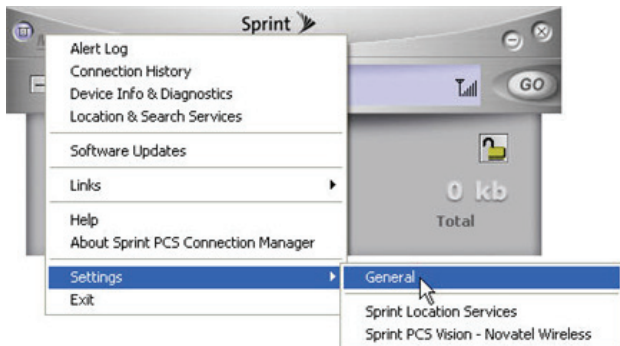 Sprint
Alert Log
Connection History
Device Info & Diagnostics
Location & Search Services
GO
Software Updates
Links
0 kb
Total
Help
About Sprint PCS Connection Manager
Settings
General
Exit
Sprint Location Services
Sprint PCS Vision - Novatel Wireless